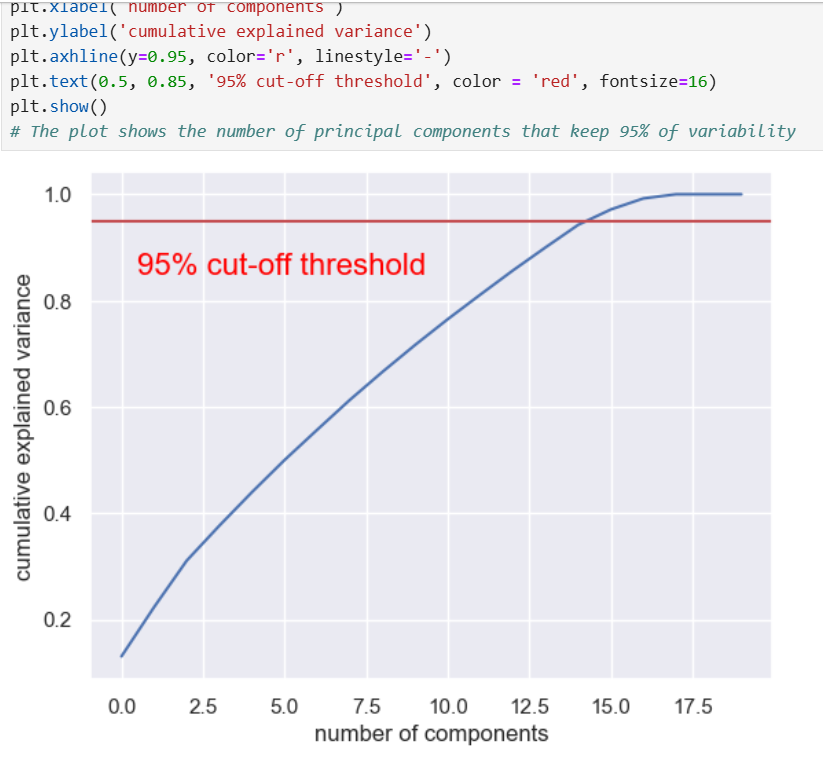 plt.xlabel('number of components')
plt.ylabel('cumulative explained variance')
plt.axhline(y=0.95, color='r', linestyle='-')
plt.text(0.5, 0.85, '95% cut-off threshold', color = 'red', fontsize=16)
plt.show()
# The plot shows the number of principal components that keep 95% of variability
1.0
95% cut-off threshold
0.8
0.6
0.4
0.2
cumulative explained variance
0.0 2.5 5.0 7.5 10.0 12.5 15.0 17.5
number of components